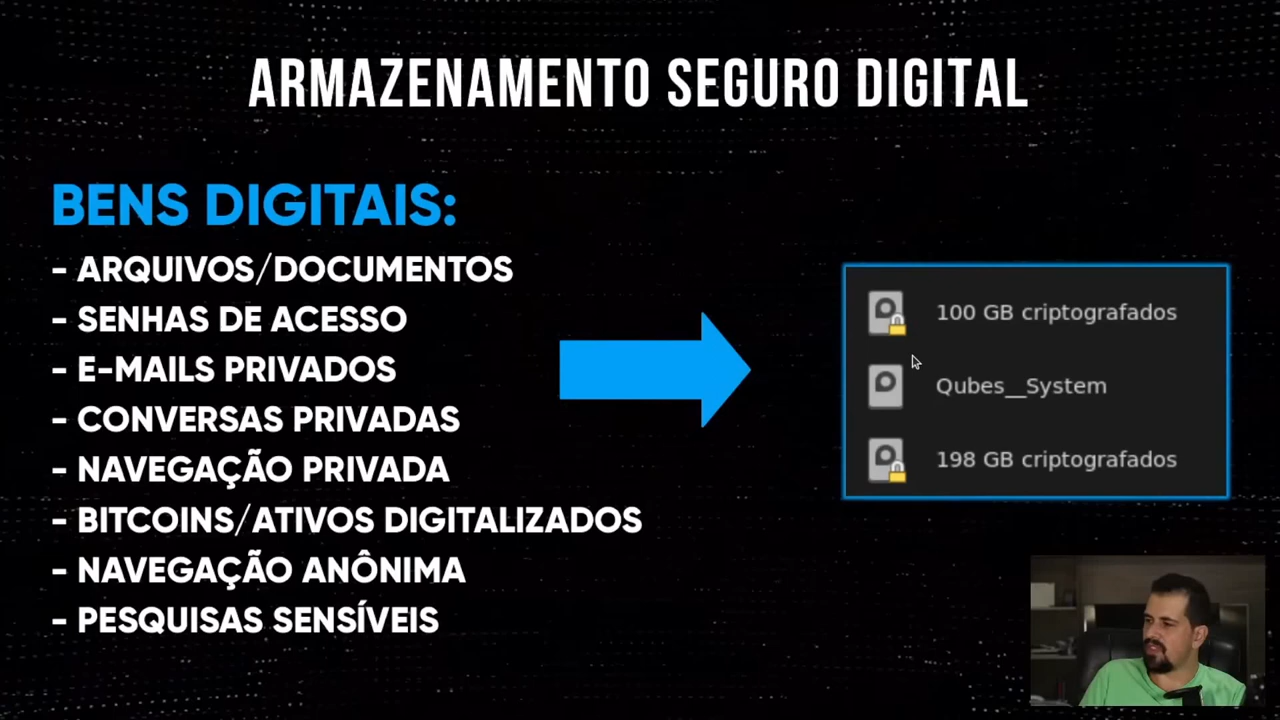 ARMAZENAMENTO SEGURO DIGITAL
BENS DIGITAIS:
- ARQUIVOS/DOCUMENTOS
- SENHAS DE ACESSO
- E-MAILS PRIVADOS
- CONVERSAS PRIVADAS
- NAVEGAÇÃO PRIVADA
- BITCOINS/ATIVOS DIGITALIZADOS
- NAVEGAÇÃO ANÔNIMA
- PESQUISAS SENSÍVEIS
100 GB criptografados
Qubes__System
198 GB criptografados